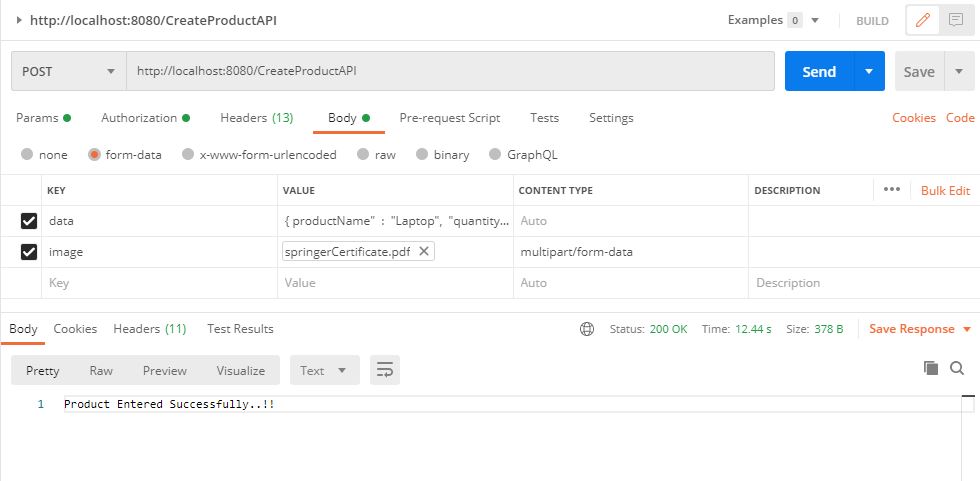 http://localhost:8080/CreateProductAPI Examples 0 BUILD
POST http://localhost:8080/CreateProductAPI Send Save
Params Authorization Headers (13) Body Pre-request Script Tests Settings Cookies Code
none form-data x-www-form-urlencoded raw binary GraphQL
KEY VALUE CONTENT TYPE DESCRIPTION ••• Bulk Edit
data { productName" : "Laptop", "quantity... Auto
image springerCertificate.pdf multipart/form-data
Key Value Auto Description
Body Cookies Headers (11) Test Results Status: 200 OK Time: 12.44 s Size: 378 B Save Response
Pretty Raw Preview Visualize Text
1 Product Entered Successfully..!!